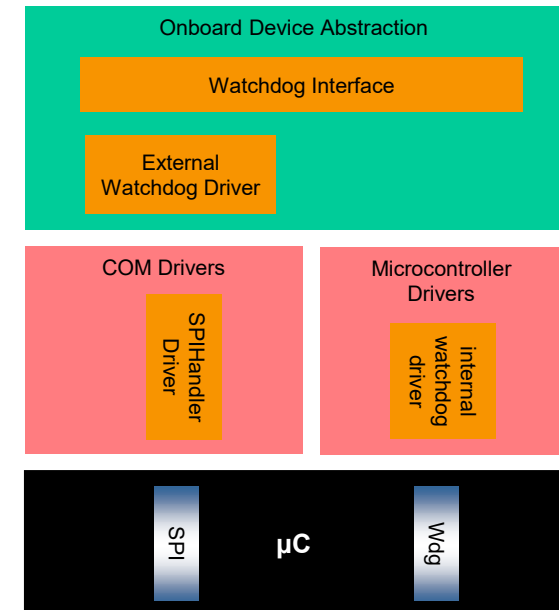 Onboard Device Abstraction
Watchdog Interface
External
Watchdog Driver
COM Drivers
SPIHandler
Driver
Microcontroller
Drivers
internal
watchdog
driver
SPI
µC
Wdg